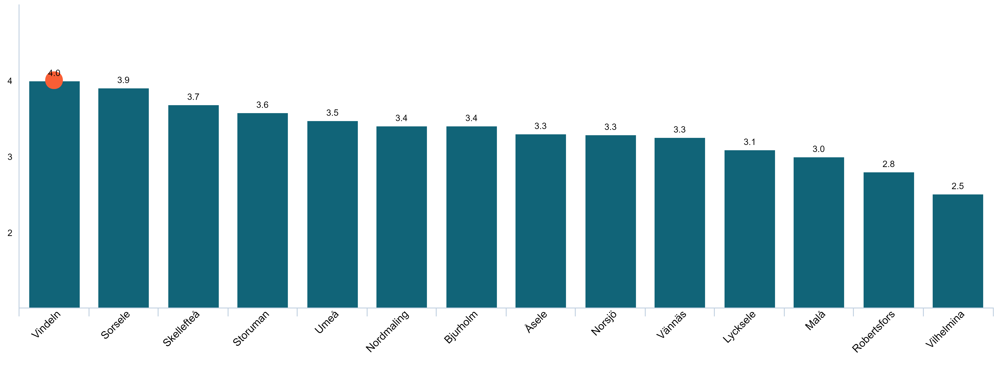 4.0
3.9
3.7
3.6
3.5
3.4
3.4
3.3
3.3
3.3
3.1
3.0
2.8
2.5
4
3
2
Vindeln
Sorsele
Skellefteå
Storuman
Umeå
Nordmaling
Bjurholm
Åsele
Norsjö
Vännäs
Lycksele
Malå
Robertsfors
Vilhelmina